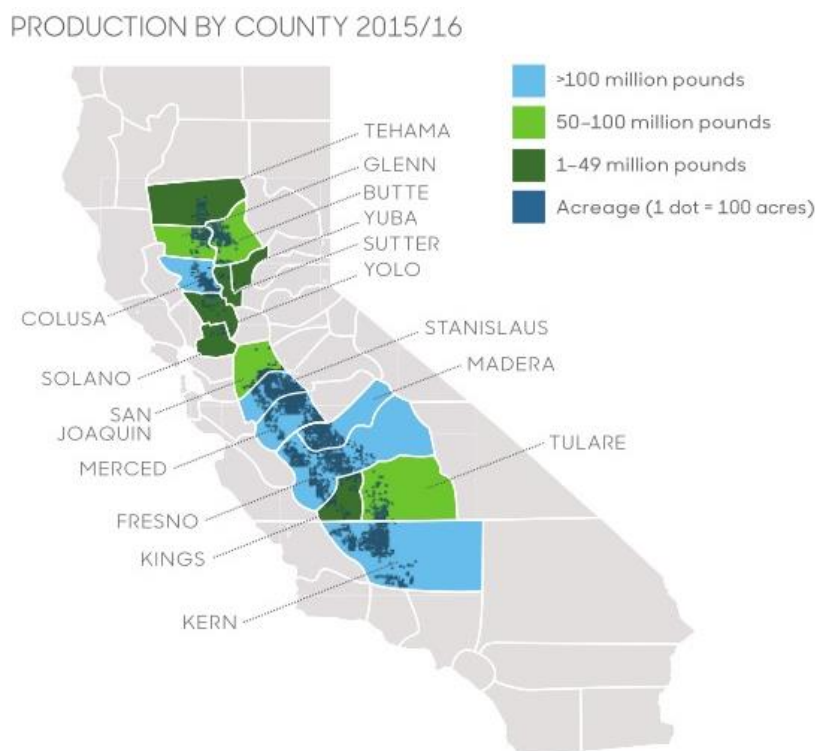 PRODUCTION BY COUNTY 2015/16
>100 million pounds
50–100 million pounds
1–49 million pounds
Acreage (1 dot = 100 acres)
TEHAMA
GLENN
BUTTE
YUBA
SUTTER
YOLO
COLUSA
STANISLAUS
SOLANO
MADERA
SAN
JOAQUIN
TULARE
MERCED
FRESNO
KINGS
KERN